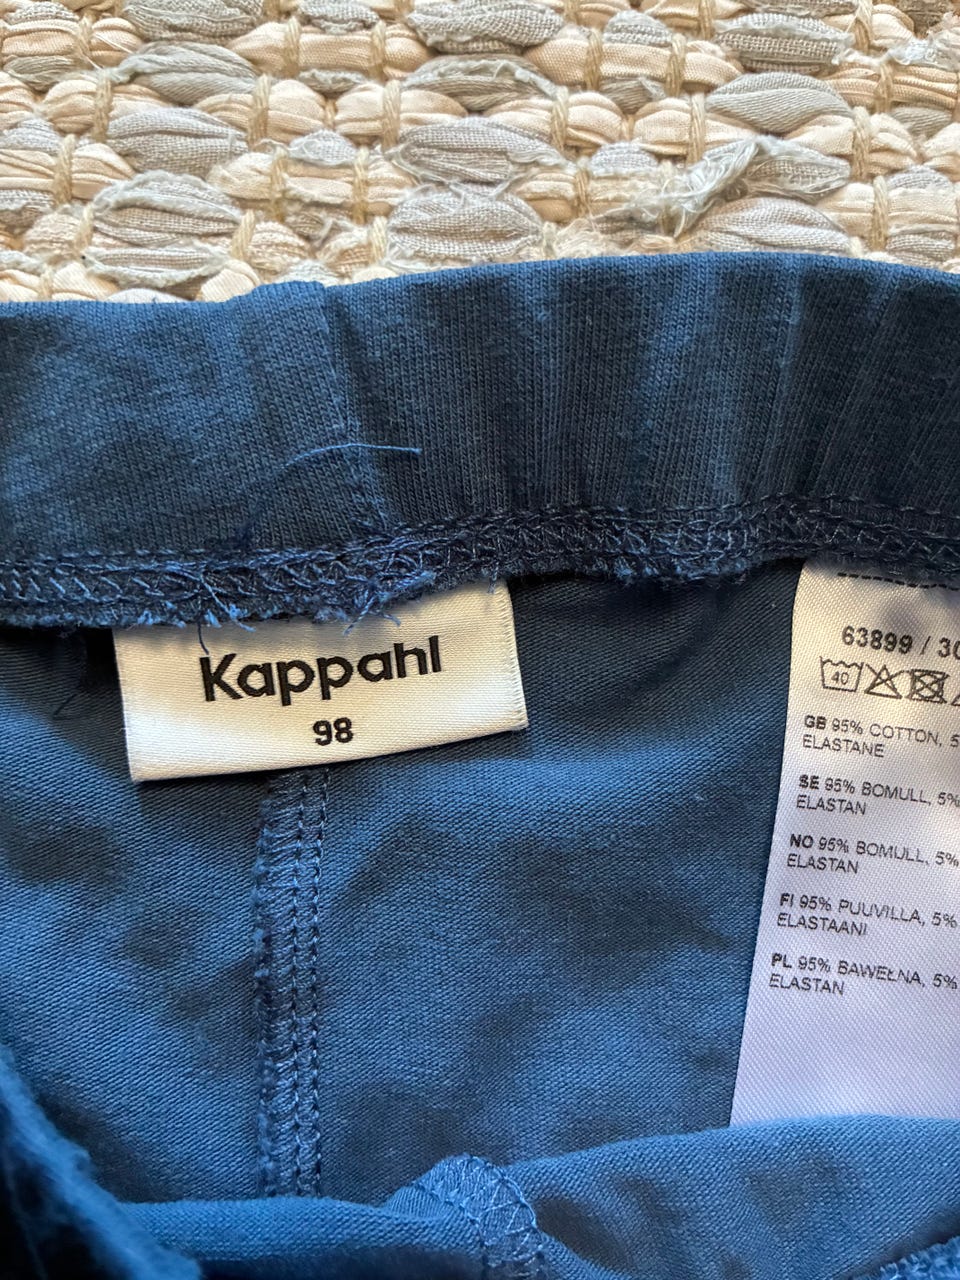 Kappahl
98
63899 / 30
40
GB 95% COTTON, 5
ELASTANE
SE 95% BOMULL, 5%
ELASTAN
NO 95% BOMULL, 5%
ELASTAN
FI 95% PUUVILLA, 5%
ELASTAANI
PL 95% BAWEŁNA, 5%
ELASTAN